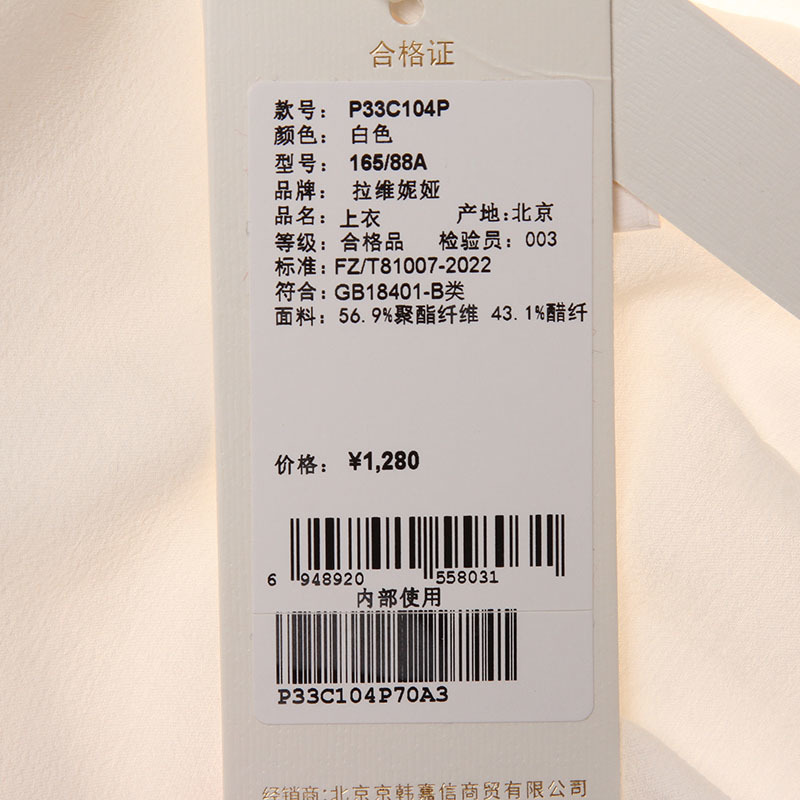 合格证
款号： P33C104P
颜色： 白色
型号： 165/88A
品牌： 拉维妮娅
品名： 上衣 产地:北京
等级： 合格品 检验员： 003
标准：FZ/T81007-2022
符合：GB18401-B类
面料： 56.9%聚酯纤维 43.1%醋纤
价格： ¥1,280
6 948920 558031
内部使用
P33C104P70A3
经销商:北京京韩嘉信商贸有限公司